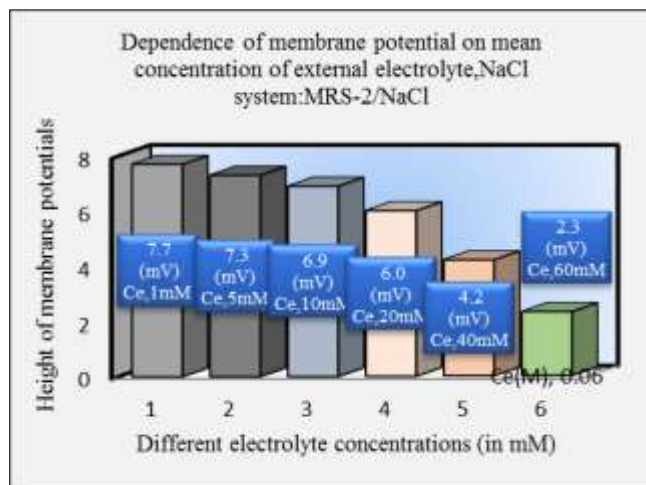 Dependence of membrane potential on mean
concentration of external electrolyte,NaCl
system:MRS-2/NaCl
Height of membrane potentials
8
6
4
2
0
7.7
(mV)
Ce,1mM
7.3
(mV)
Ce,5mM
6.9
(mV)
Ce,10mM
6.0
(mV)
Ce,20mM
4.2
(mV)
Ce,40mM
2.3
(mV)
Ce,60mM
Ce(M), 0.06
1 2 3 4 5 6
Different electrolyte concentrations (in mM)